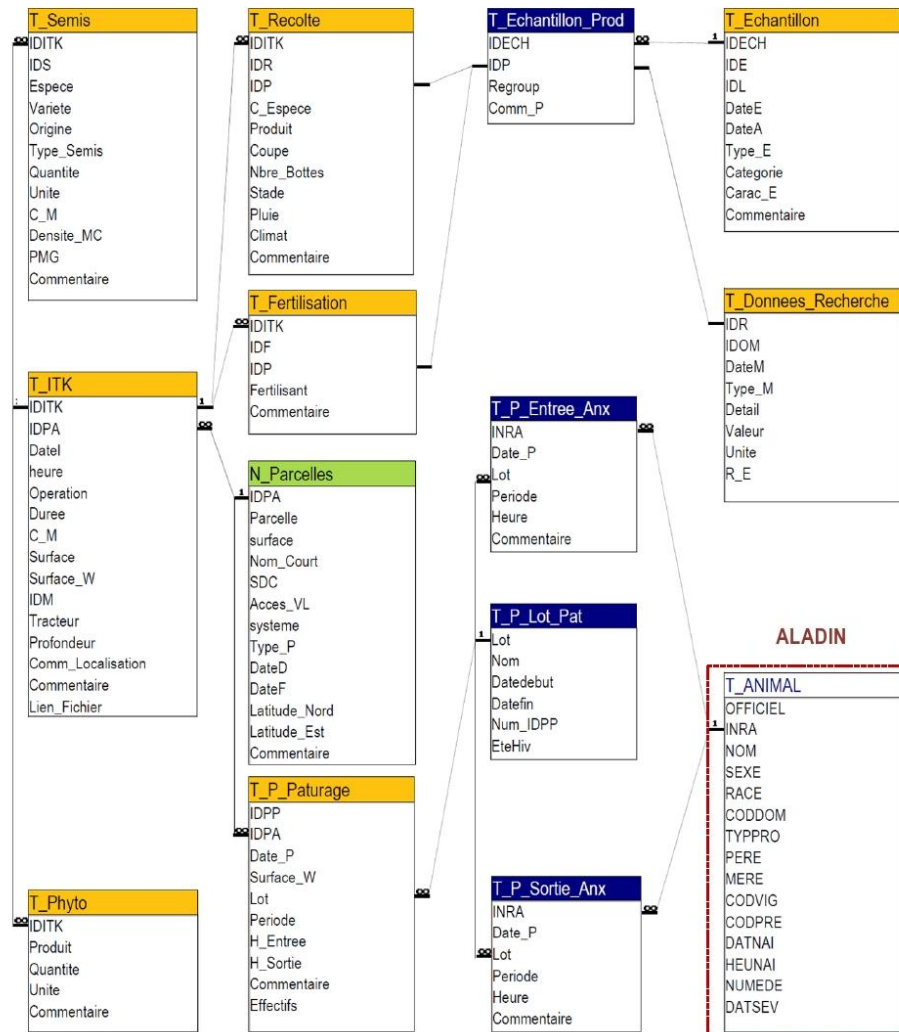 T_Semis
IDITK
IDS
Espece
Variete
Origine
Type_Semis
Quantite
Unite
C_M
Densite_MC
PMG
Commentaire
T_Recolte
IDITK
IDR
IDP
C_Espece
Produit
Coupe
Nbre_Bottes
Stade
Pluie
Climat
Commentaire
T_Echantillon_Prod
IDECH
IDP
Regroup
Comm_P
T_Echantillon
IDECH
IDE
IDL
DateE
DateA
Type_E
Categorie
Carac_E
Commentaire
T_Fertilisation
IDITK
IDF
IDP
Fertilisant
Commentaire
T_Donnees_Recherche
IDR
IDOM
DateM
Type_M
Detail
Valeur
Unite
R_E
T_ITK
IDITK
IDPA
DateI
heure
Operation
Duree
C_M
Surface
Surface_W
IDM
Tracteur
Profondeur
Comm_Localisation
Commentaire
Lien_Fichier
N_Parcelles
IDPA
Parcelle
surface
Nom_Court
SDC
Acces_VL
systeme
Type_P
DateD
DateF
Latitude_Nord
Latitude_Est
Commentaire
T_P_Entree_Anx
INRA
Date_P
Lot
Periode
Heure
Commentaire
T_P_Lot_Pat
Lot
Nom
Datedebut
Datefin
Num_IDPP
EteHiv
ALADIN
T_ANIMAL
OFFICIEL
INRA
NOM
SEXE
RACE
CODDOM
TYPPRO
PERE
MERE
CODVIG
CODPRE
DATNAI
HEUNAI
NUMEDE
DATSEV
T_P_Paturage
IDPP
IDPA
Date_P
Surface_W
Lot
Periode
H_Entree
H_Sortie
Commentaire
Effectifs
T_P_Sortie_Anx
INRA
Date_P
Lot
Periode
Heure
Commentaire
T_Phyto
IDITK
Produit
Quantite
Unite
Commentaire
1
1
1
1
1
∞
∞
∞
∞
∞
∞
∞
∞
∞
∞
∞
∞